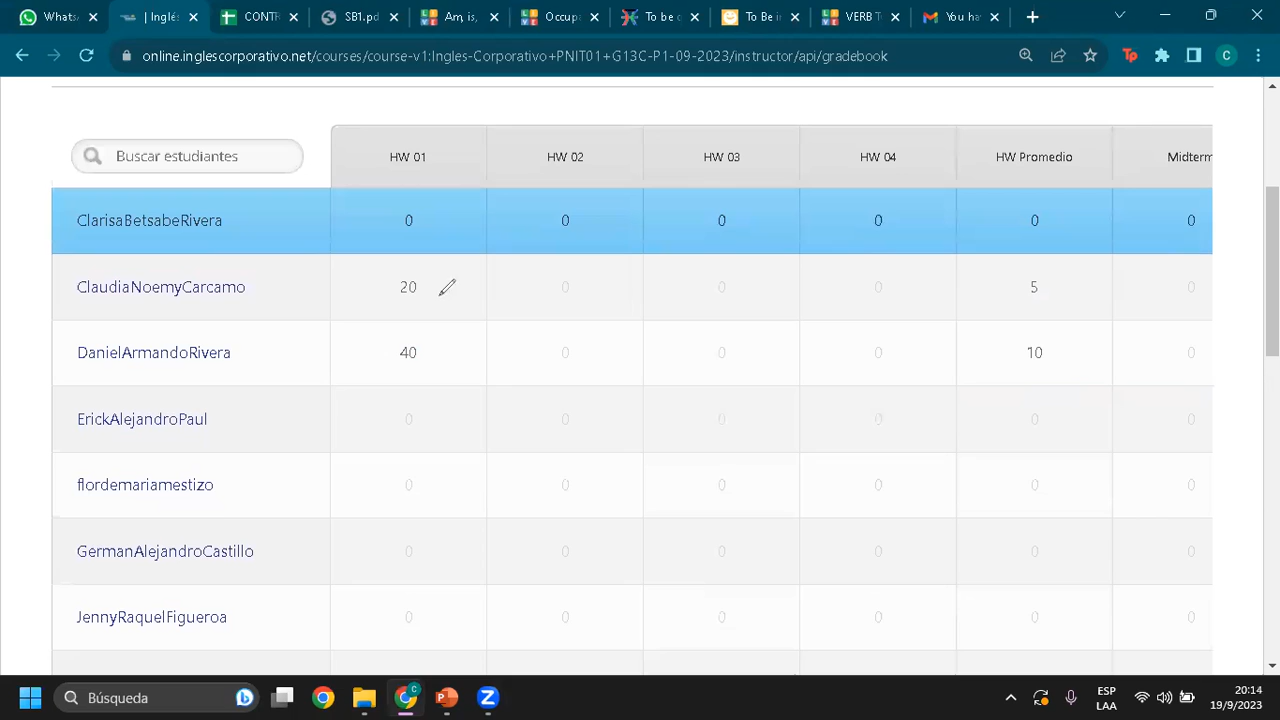 WhatsA
| Inglés
CONTR
SB1.pd
Am, is,
Occupa
To be q
To Be i
VERB T
You ha
online.inglescorporativo.net/courses/course-v1:Ingles-Corporativo+PNIT01+G13C-P1-09-2023/instructor/api/gradebook
C
Buscar estudiantes
HW 01 HW 02 HW 03 HW 04 HW Promedio Midterm
ClarisaBetsabeRivera 0 0 0 0 0 0
ClaudiaNoemyCarcamo 20 0 0 0 5 0
DanielArmandoRivera 40 0 0 0 10 0
ErickAlejandroPaul 0 0 0 0 0 0
flordemariamestizo 0 0 0 0 0 0
GermanAlejandroCastillo 0 0 0 0 0 0
JennyRaquelFigueroa 0 0 0 0 0 0
Búsqueda
ESP
LAA
20:14
19/9/2023